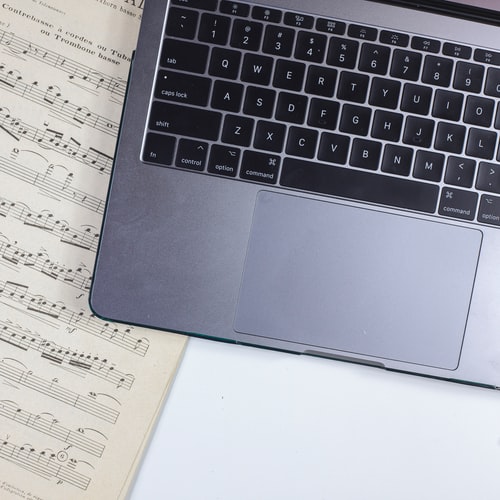 Contrebasse à cordes ou Tuba
ou Trombone basse
~ ! @ # $ % ^ & * (
` 1 2 3 4 5 6 7 8 9
tab Q W E R T Y U I O
caps lock A S D F G H J K L
shift Z X C V B N M < ,
fn control option command command option
mf
f